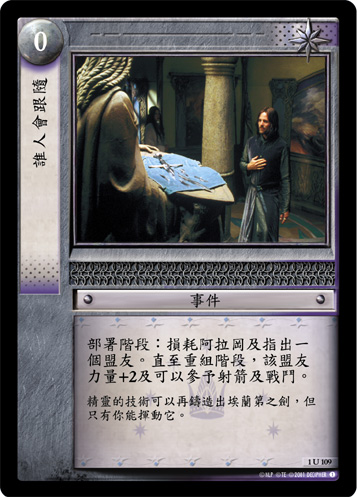 0
誰人會跟隨
事件
部署階段：損耗阿拉岡及指出一
個盟友。直至重組階段，該盟友
力量+2及可以參予射箭及戰鬥。
精靈的技術可以再鑄造出埃蘭第之劍，但
只有你能揮動它。
1 U 109